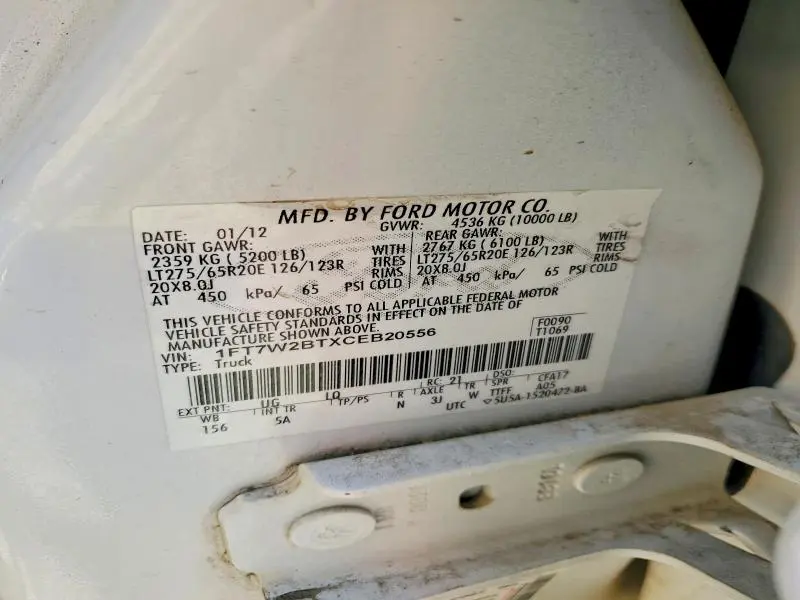 MFD. BY FORD MOTOR CO.
DATE: 01/12 GVWR: 4536 KG (10000 LB)
FRONT GAWR: REAR GAWR:
2359 KG ( 5200 LB) WITH 2767 KG ( 6100 LB) WITH
LT275/65R20E 126/123R TIRES LT275/65R20E 126/123R TIRES
20X8.0J RIMS 20X8.0J RIMS
AT 450 kPa/ 65 PSI COLD AT 450 kPa/ 65 PSI COLD
THIS VEHICLE CONFORMS TO ALL APPLICABLE FEDERAL MOTOR
VEHICLE SAFETY STANDARDS IN EFFECT ON THE DATE OF
MANUFACTURE SHOWN ABOVE.
VIN: 1FT7W2BTXCEB20556 F0090
TYPE: Truck T1069
EXT PNT: UG LQ RC: 21 DSO:
WB INT TR TP/PS R AXLE TR SPR CFA17
156 5A N 3J W TTFF A05
UTC 5U5A-1520472-BA